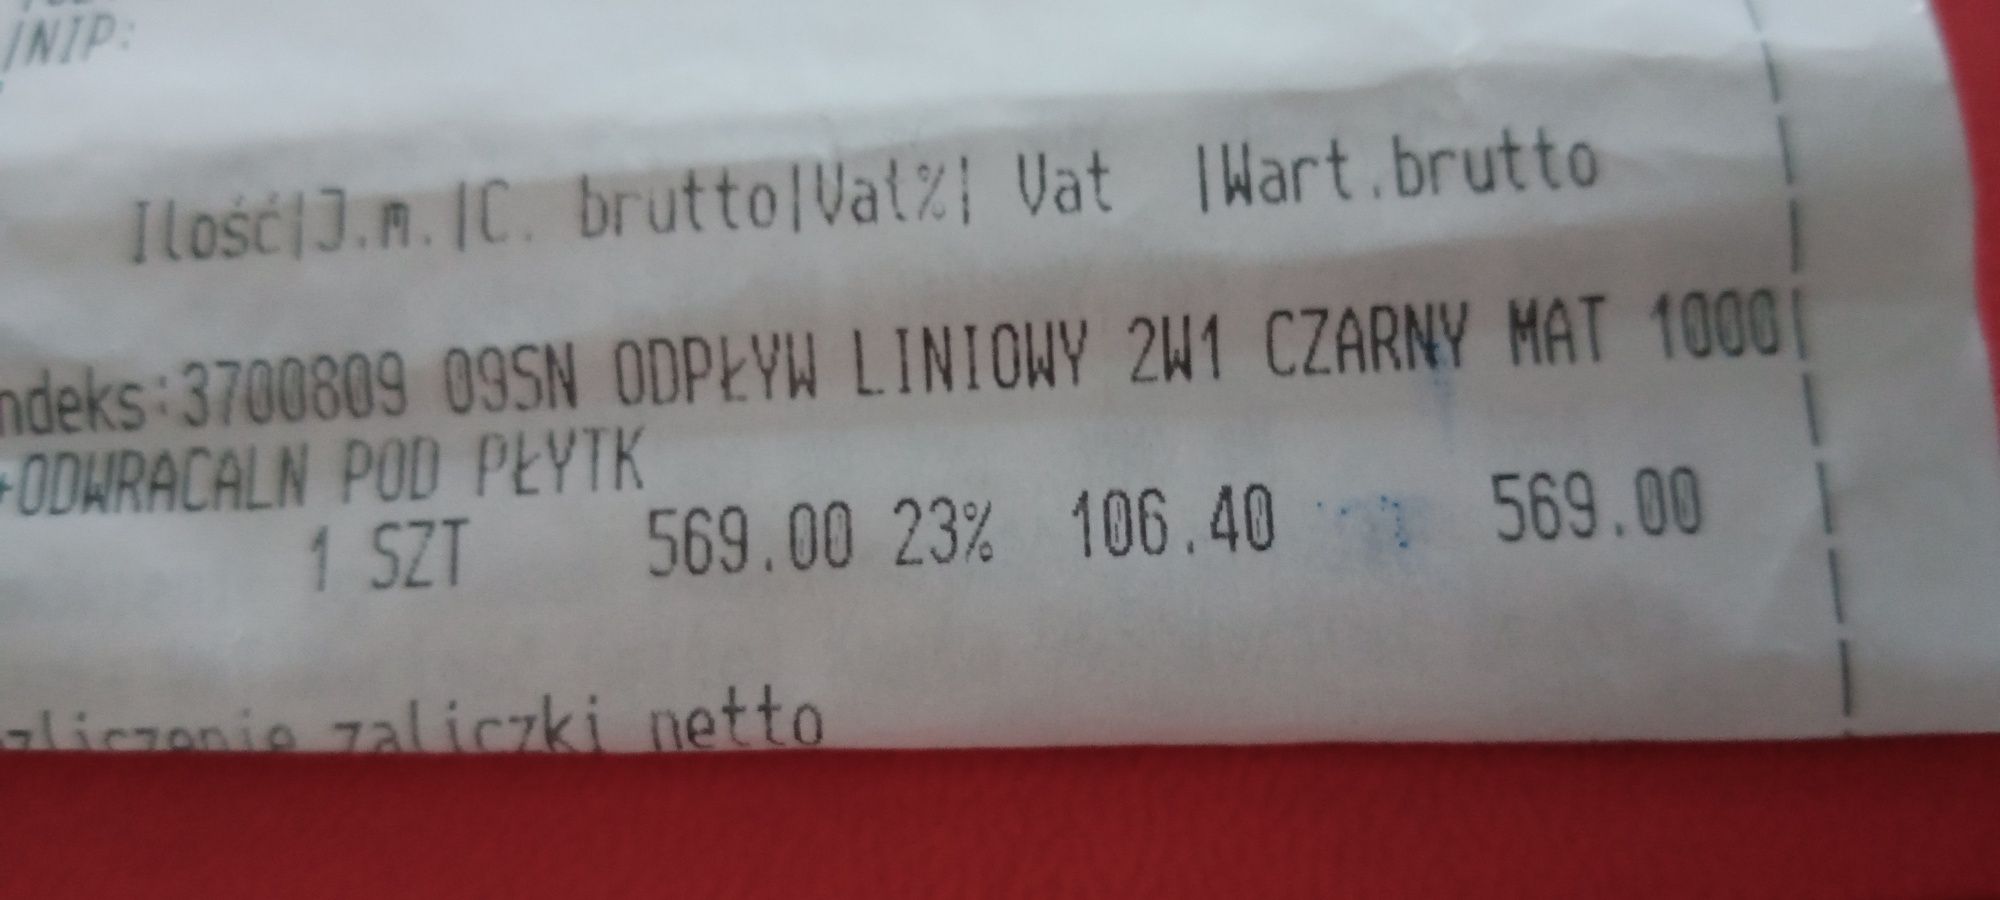 /NIP:
Ilość|J.m.|C. brutto|Vat%| Vat |Wart.brutto
ndeks:3700809 09SN ODPŁYW LINIOWY 2W1 CZARNY MAT 1000|
+ODWRACALN POD PŁYTK
1 SZT 569.00 23% 106.40 569.00
zliczenie zaliczki netto